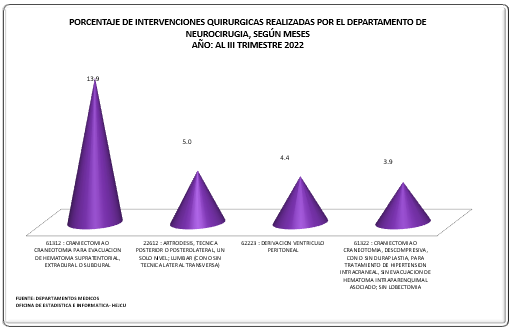 PORCENTAJE DE INTERVENCIONES QUIRURGICAS REALIZADAS POR EL DEPARTAMENTO DE
NEUROCIRUGIA, SEGÚN MESES
AÑO: AL III TRIMESTRE 2022
13.9
5.0
4.4
3.9
61312 : CRANIECTOMIA O
CRANEOTOMIA PARA EVACUACION
DE HEMATOMA SUPRATENTORIAL,
EXTRADURAL O SUBDURAL
22612 : ARTRODESIS, TECNICA
POSTERIOR O POSTEROLATERAL, UN
SOLO NIVEL; LUMBAR (CON O SIN
TECNICA LATERAL TRANSVERSA)
62223 : DERIVACION VENTRICULO
PERITONEAL
61322 : CRANIECTOMIA O
CRANEOTOMIA, DESCOMPRESIVA,
CON O SIN DURAPLASTIA, PARA
TRATAMIENTO DE HIPERTENSION
INTRACRANEAL, SIN EVACUACION DE
HEMATOMA INTRAPARENQUIMAL
ASOCIADO; SIN LOBECTOMIA
FUENTE: DEPARTAMENTOS MEDICOS
OFICINA DE ESTADISTICA E INFORMATICA- HEJCU